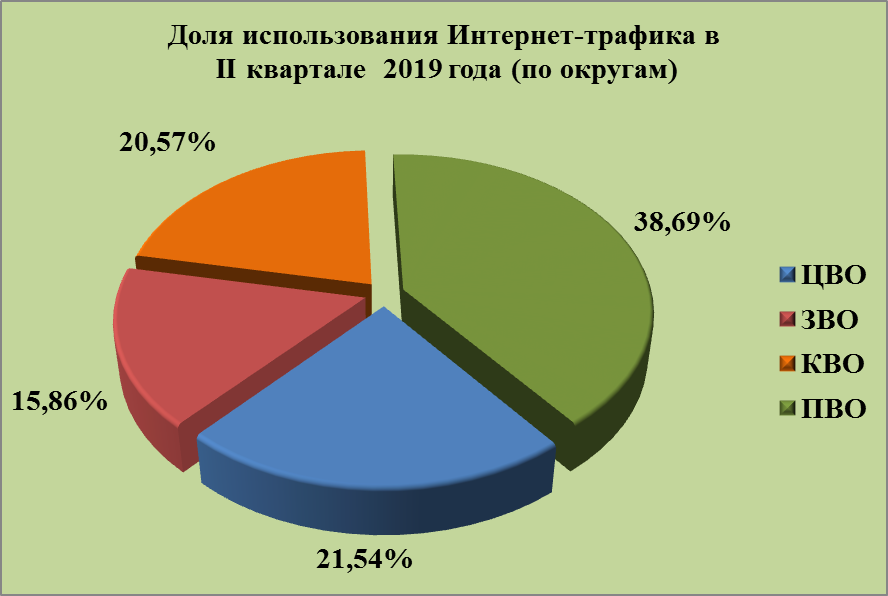 Доля использования Интернет-трафика в
II квартале 2019 года (по округам)
20,57%
38,69%
15,86%
21,54%
ЦВО
ЗВО
КВО
ПВО